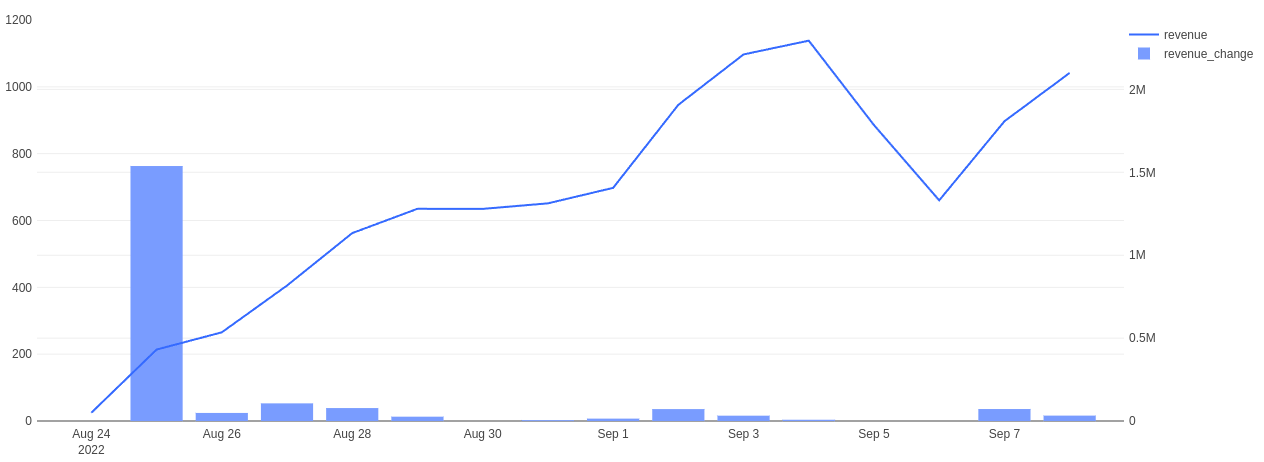 1200
1000
800
600
400
200
0
2M
1.5M
1M
0.5M
0
Aug 24
2022
Aug 26
Aug 28
Aug 30
Sep 1
Sep 3
Sep 5
Sep 7
revenue
revenue_change